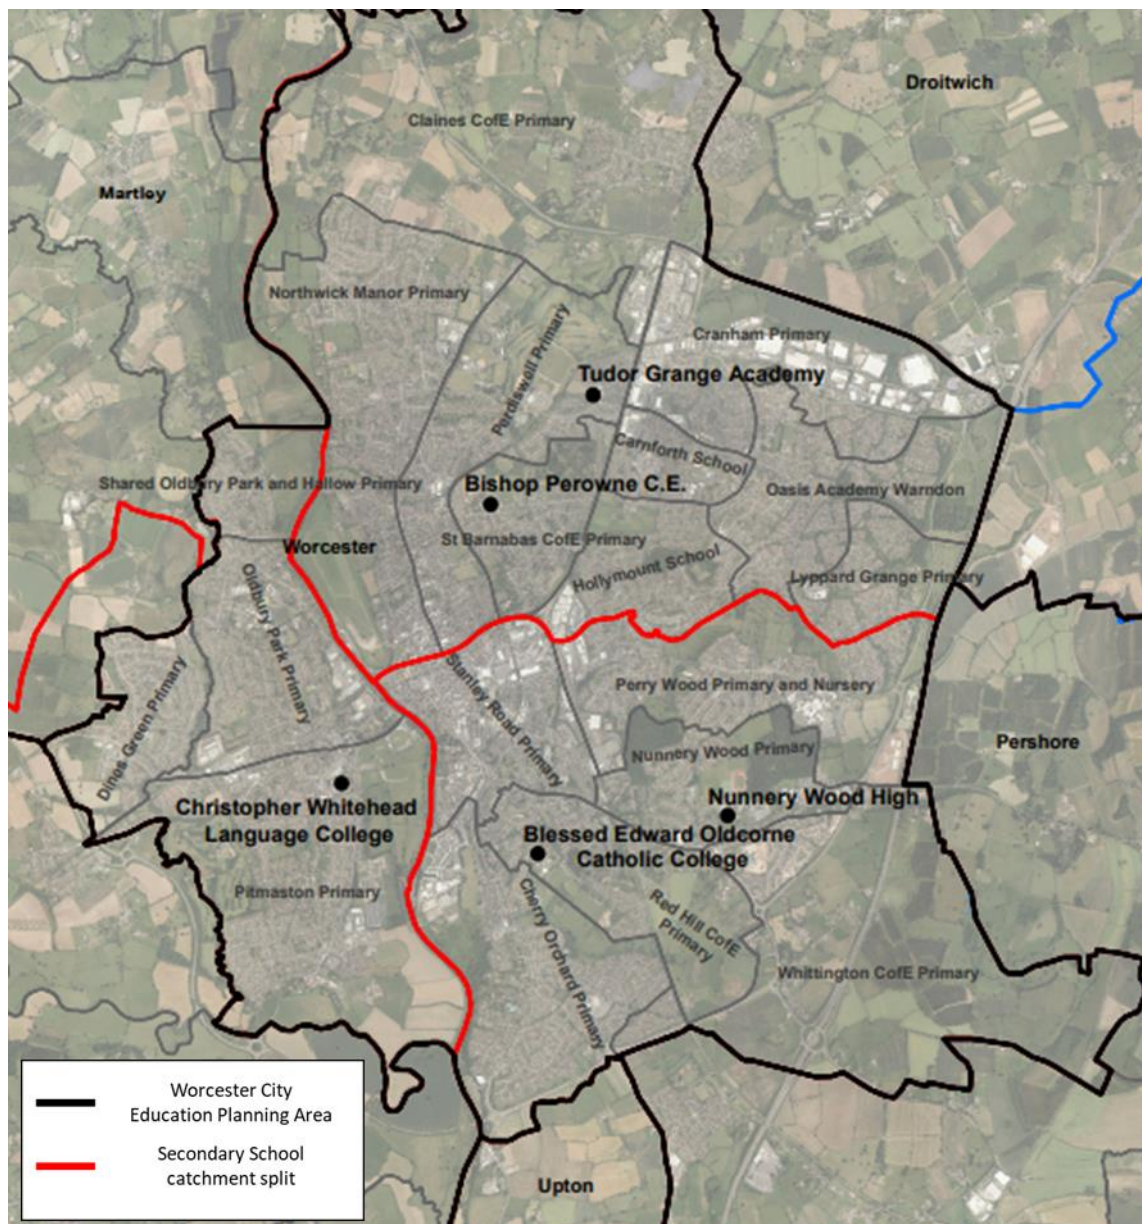 Droitwich
Claines CofE Primary
Martley
Northwick Manor Primary
Cranham Primary
Perdiswell Primary
Tudor Grange Academy
Carnforth School
Shared Oldbury Park and Hallow Primary
Bishop Perowne C.E.
Oasis Academy Warndon
Worcester
St Barnabas CofE Primary
Hollymount School
Lyppard Grange Primary
Oldbury Park Primary
Dines Green Primary
Stanley Road Primary
Perry Wood Primary and Nursery
Nunnery Wood Primary
Pershore
Christopher Whitehead
Language College
Nunnery Wood High
Blessed Edward Oldcorne
Catholic College
Pitmaston Primary
Cherry Orchard Primary
Red Hill CofE
Primary
Whittington CofE Primary
Worcester City
Education Planning Area
Secondary School
catchment split
Upton